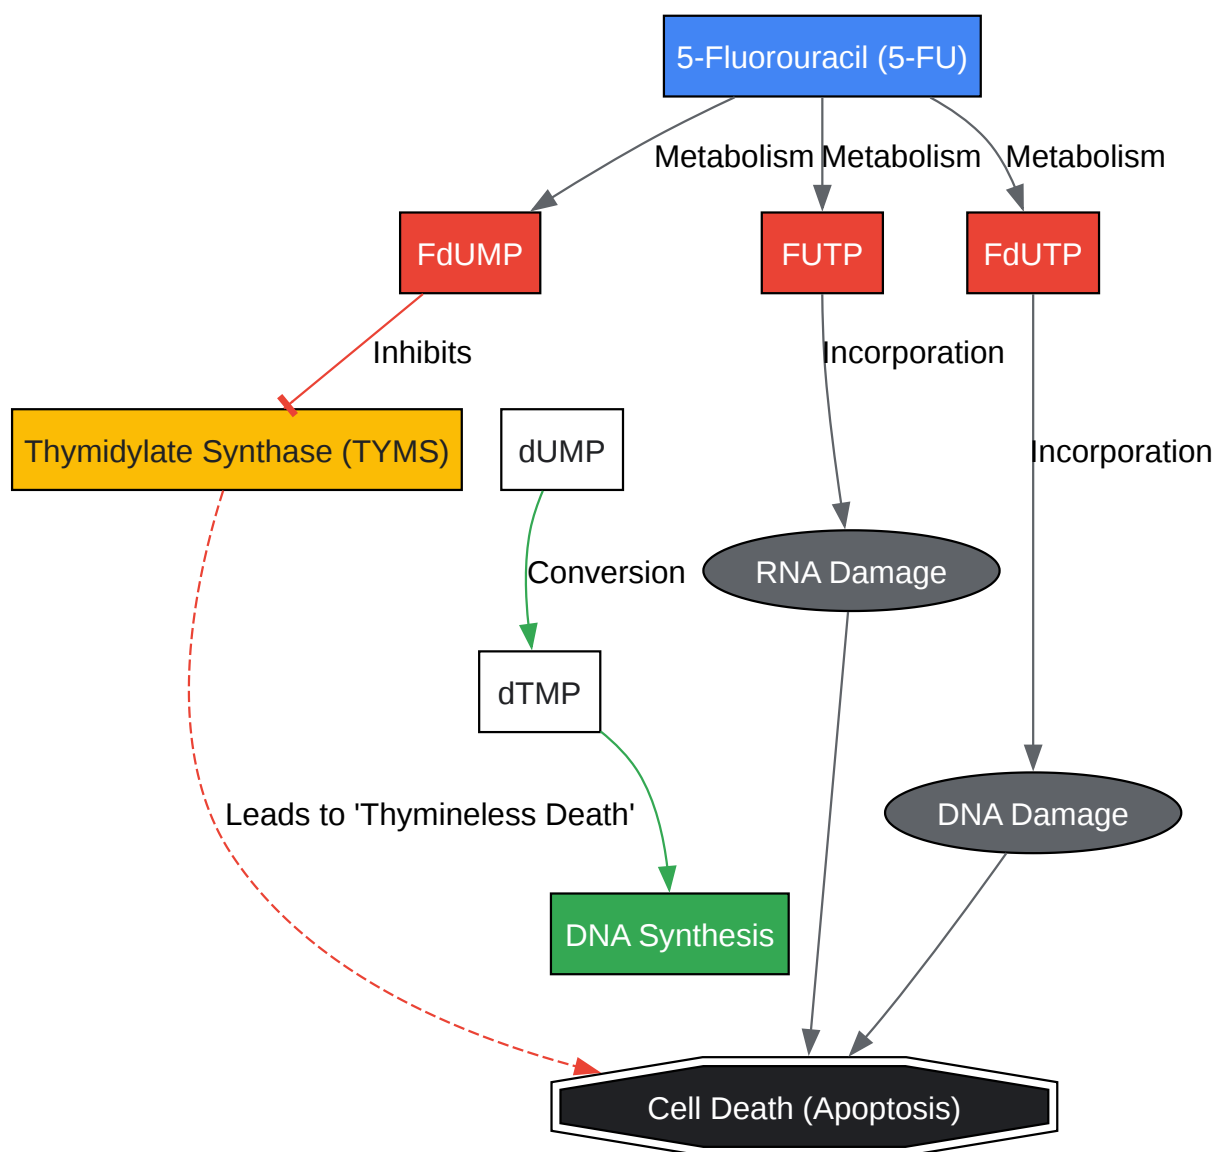 5-Fluorouracil (5-FU)
Metabolism
Metabolism
Metabolism
FdUMP
FUTP
FdUTP
Inhibits
Incorporation
Thymidylate Synthase (TYMS)
dUMP
Incorporation
Conversion
RNA Damage
dTMP
Leads to 'Thymineless Death'
DNA Damage
DNA Synthesis
Cell Death (Apoptosis)